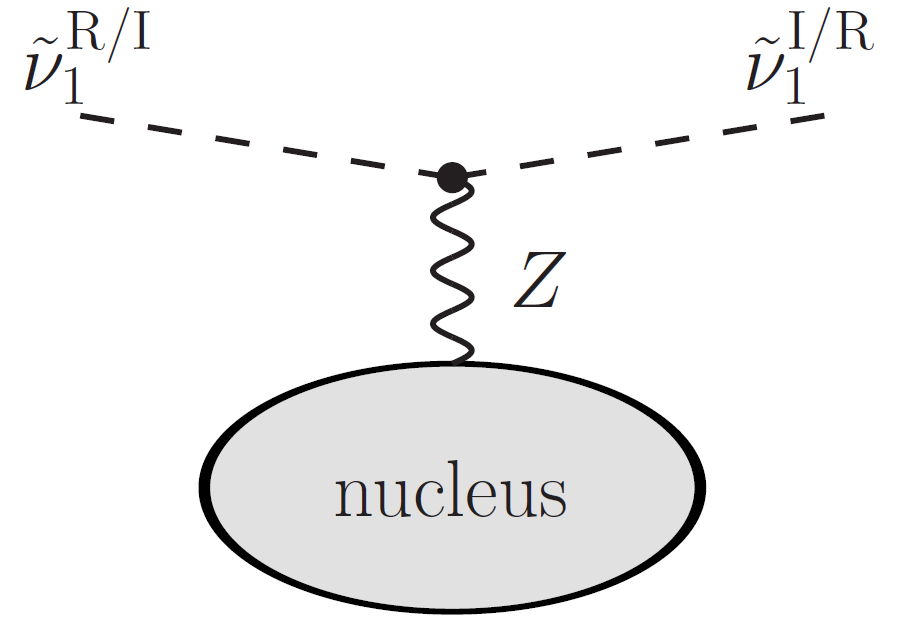 ν̃₁^{R/I} ν̃₁^{I/R}
Z
nucleus